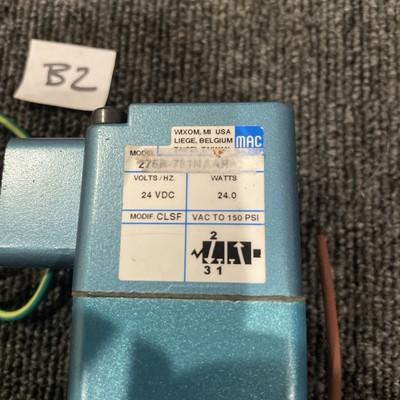 B2
WIXOM, MI USA
LIEGE, BELGIUM
MAC
MODEL
VOLTS/HZ. WATTS
24 VDC 24.0
MODIF. CLSF VAC TO 150 PSI
2
3 1